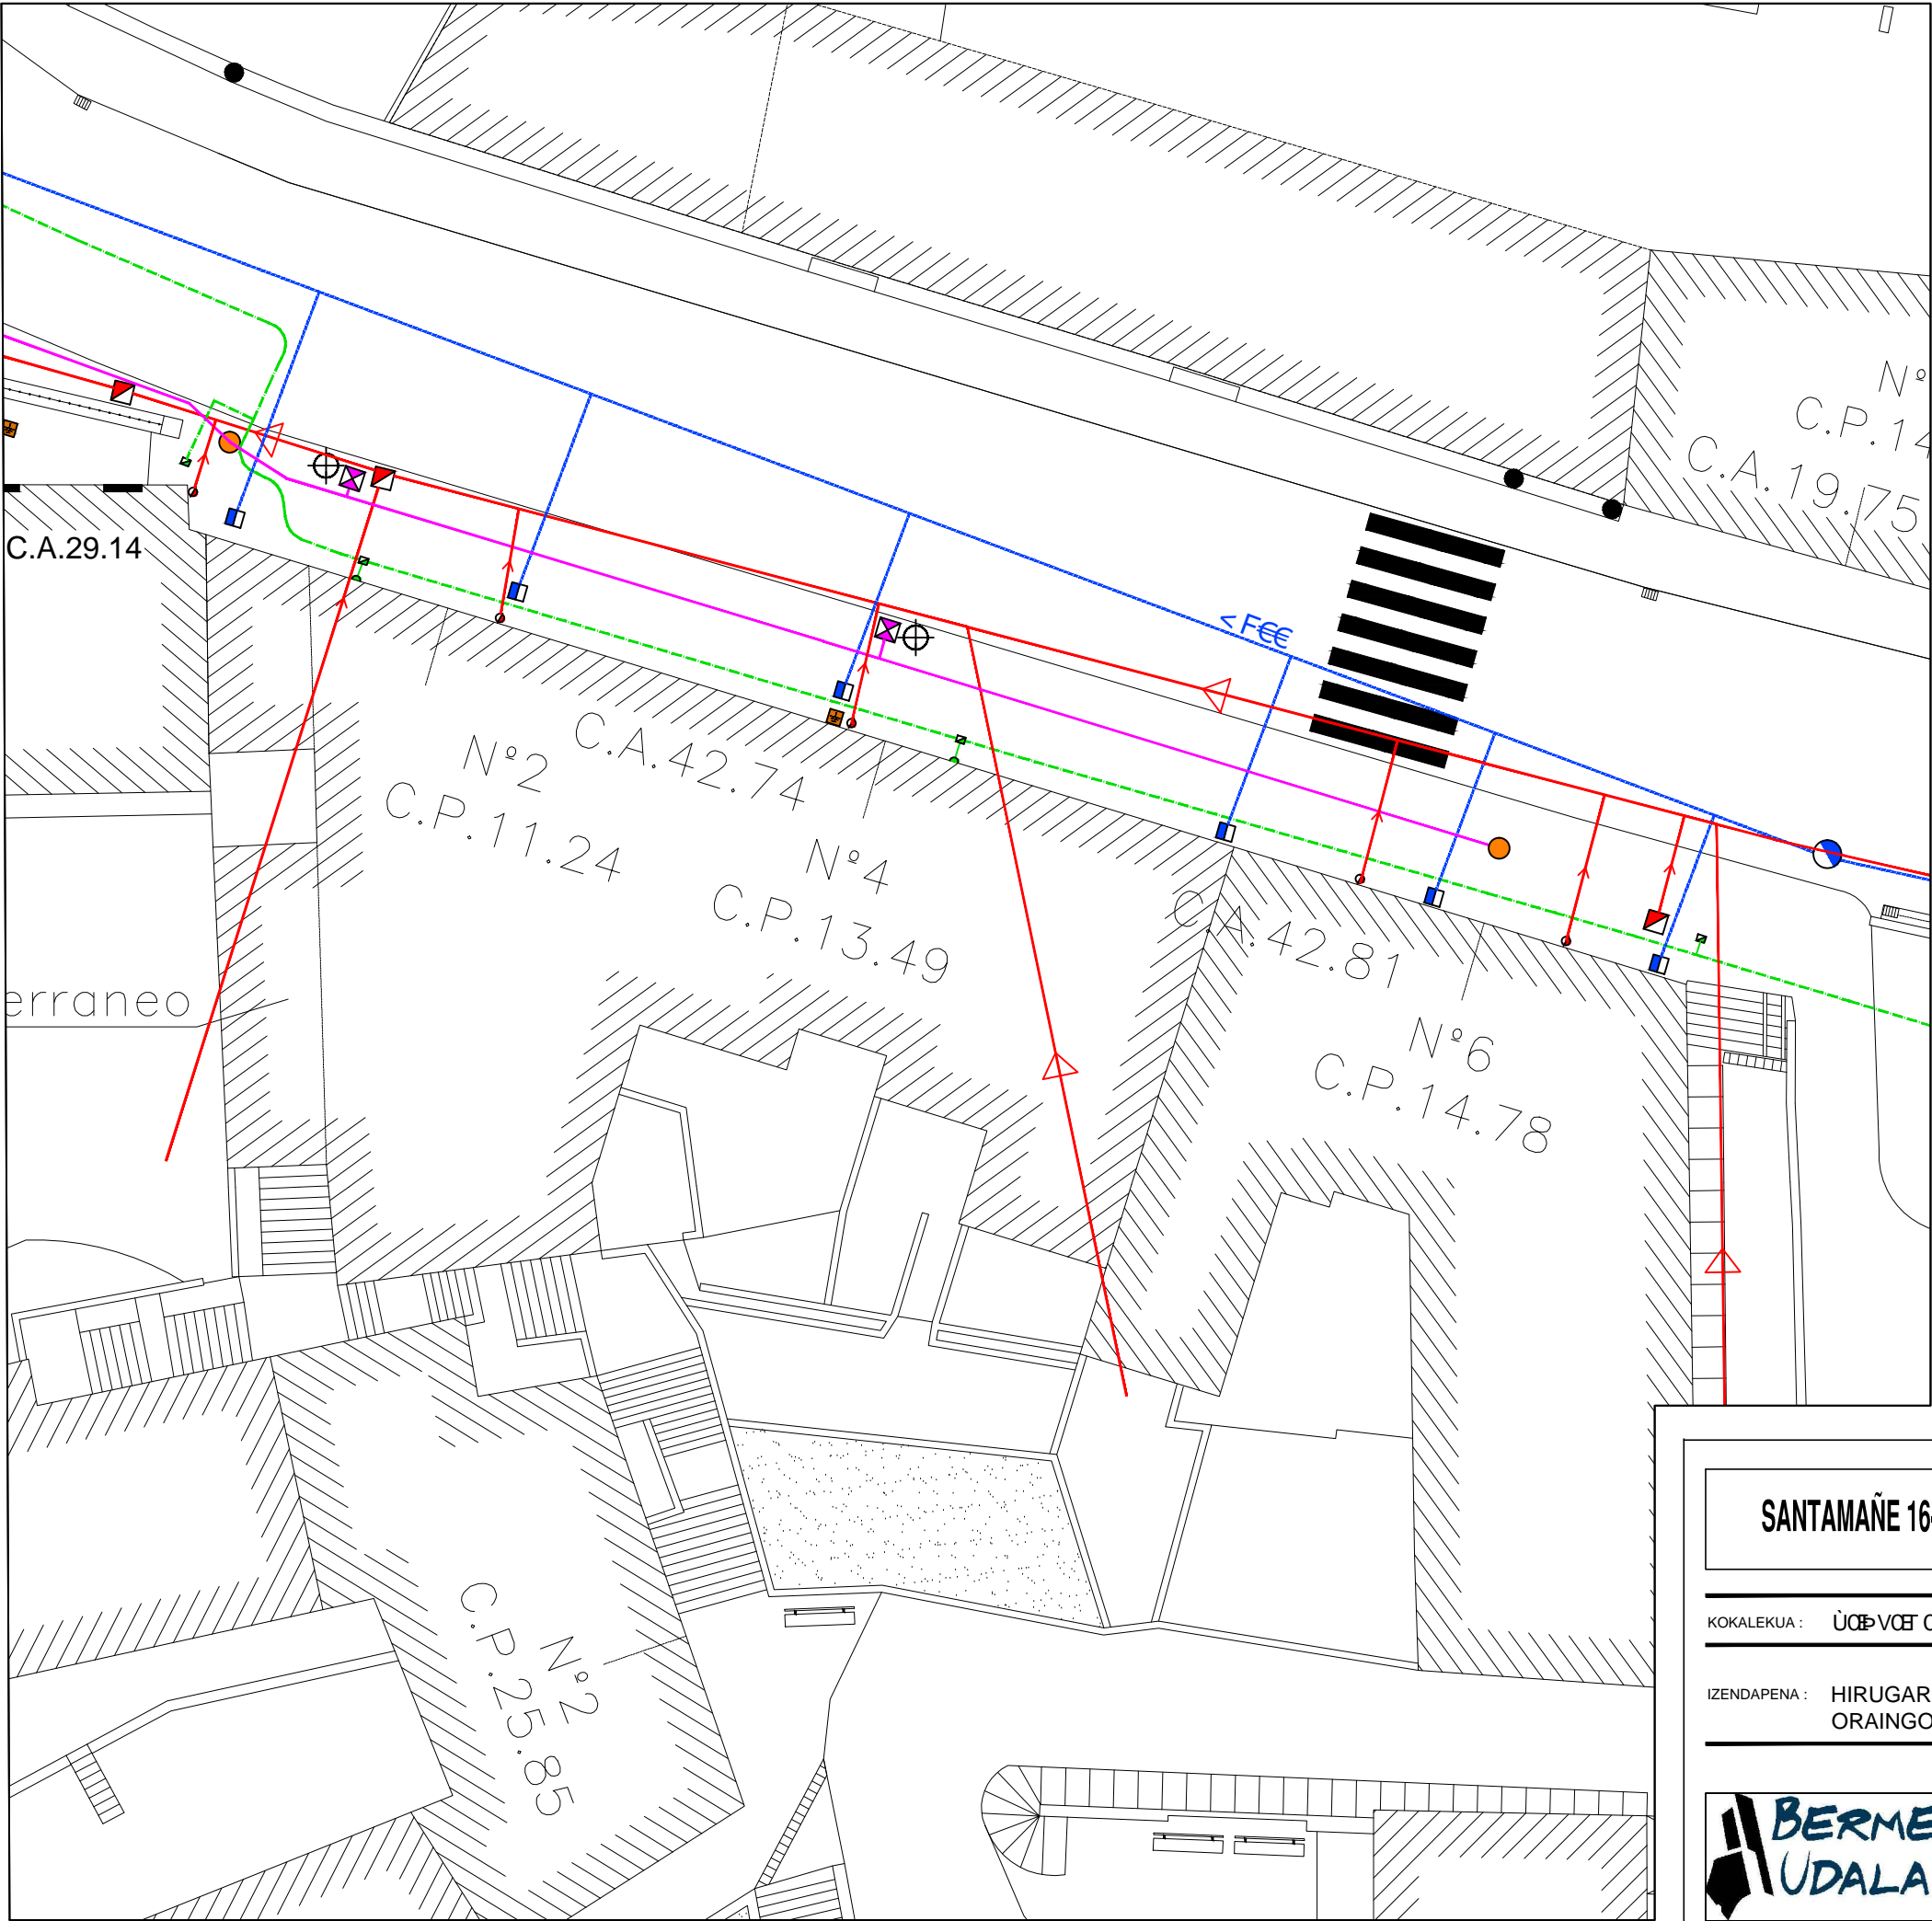 Nº
C.P.14
C.A.19.75
C.A.29.14
Nº2
C.A.42.74
C.P.11.24
Nº4
C.P.13.49
C.A.42.81
Nº6
C.P.14.78
erraneo
Nº2
C.P.25.85
SANTAMAÑE 16
KOKALEKUA :
IZENDAPENA : HIRUGAR
ORAINGO
BERME
UDALA